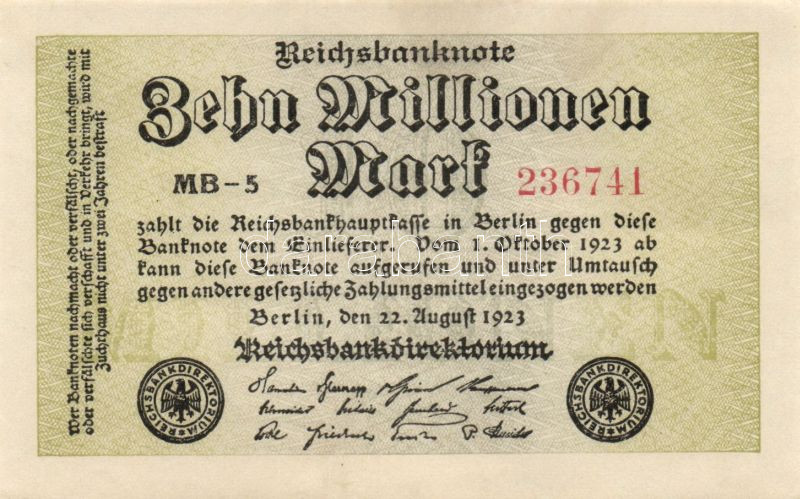 Reichsbanknote
Zehn Millionen
Mark
MB-5
236741
zahlt die Reichsbankhauptkasse in Berlin gegen diese
Banknote dem Einlieferer. Vom 1. Oktober 1923 ab
kann diese Banknote aufgerufen und unter Umtausch
gegen andere gesetzliche Zahlungsmittel eingezogen werden
Berlin, den 22. August 1923
Reichsbankdirektorium
REICHSBANKDIREKTORIUM
REICHSBANKDIREKTORIUM
Wer Banknoten nachmacht oder verfälscht, oder nachgemachte
oder verfälschte sich verschafft und in Verkehr bringt, wird mit
Zuchthaus nicht unter zwei Jahren bestraft
darabanth